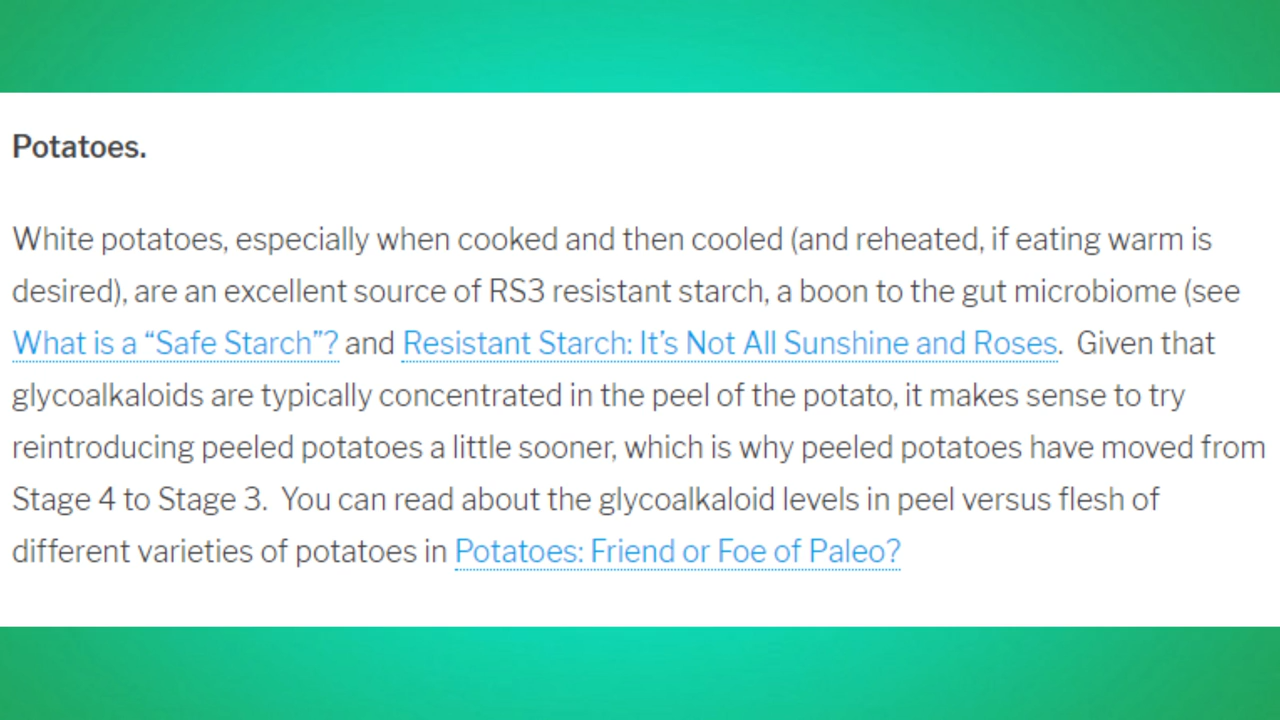 Potatoes.
White potatoes, especially when cooked and then cooled (and reheated, if eating warm is
desired), are an excellent source of RS3 resistant starch, a boon to the gut microbiome (see
What is a “Safe Starch”? and Resistant Starch: It’s Not All Sunshine and Roses.  Given that
glycoalkaloids are typically concentrated in the peel of the potato, it makes sense to try
reintroducing peeled potatoes a little sooner, which is why peeled potatoes have moved from
Stage 4 to Stage 3.  You can read about the glycoalkaloid levels in peel versus flesh of
different varieties of potatoes in Potatoes: Friend or Foe of Paleo?